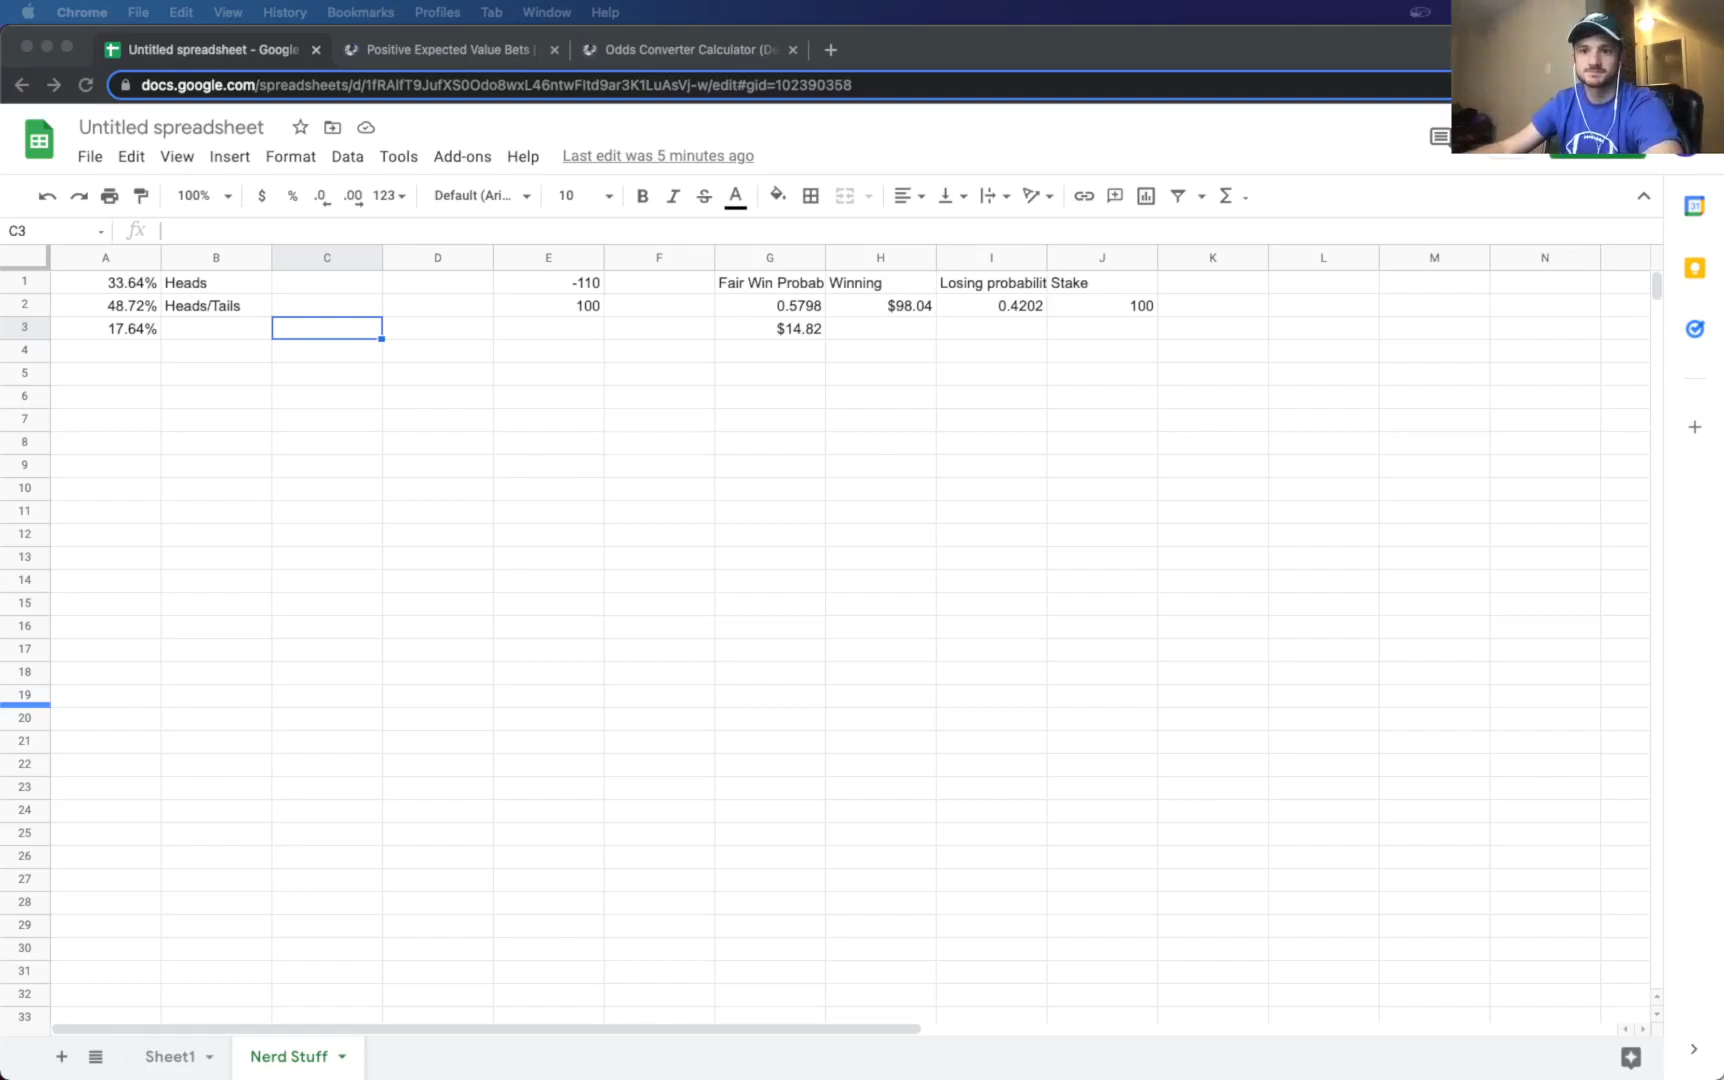 Chrome File Edit View History Bookmarks Profiles Tab Window Help
Untitled spreadsheet - Google
Positive Expected Value Bets |
Odds Converter Calculator (De
docs.google.com/spreadsheets/d/1fRAlfT9JufXS0Odo8wxL46ntwFltd9ar3K1LuAsVj-w/edit#gid=102390358
Untitled spreadsheet
File Edit View Insert Format Data Tools Add-ons Help Last edit was 5 minutes ago
100% $ % .0 .00 123 Default (Ari... 10 B I S A Σ
31
C3 fx
A B C D E F G H I J K L M N
1 33.64% Heads -110 Fair Win Probab Winning Losing probabilit Stake
2 48.72% Heads/Tails 100 0.5798 $98.04 0.4202 100
3 17.64% $14.82
4
5
6
7
8
9
10
11
12
13
14
15
16
17
18
19
20
21
22
23
24
25
26
27
28
29
30
31
32
33
Sheet1 Nerd Stuff